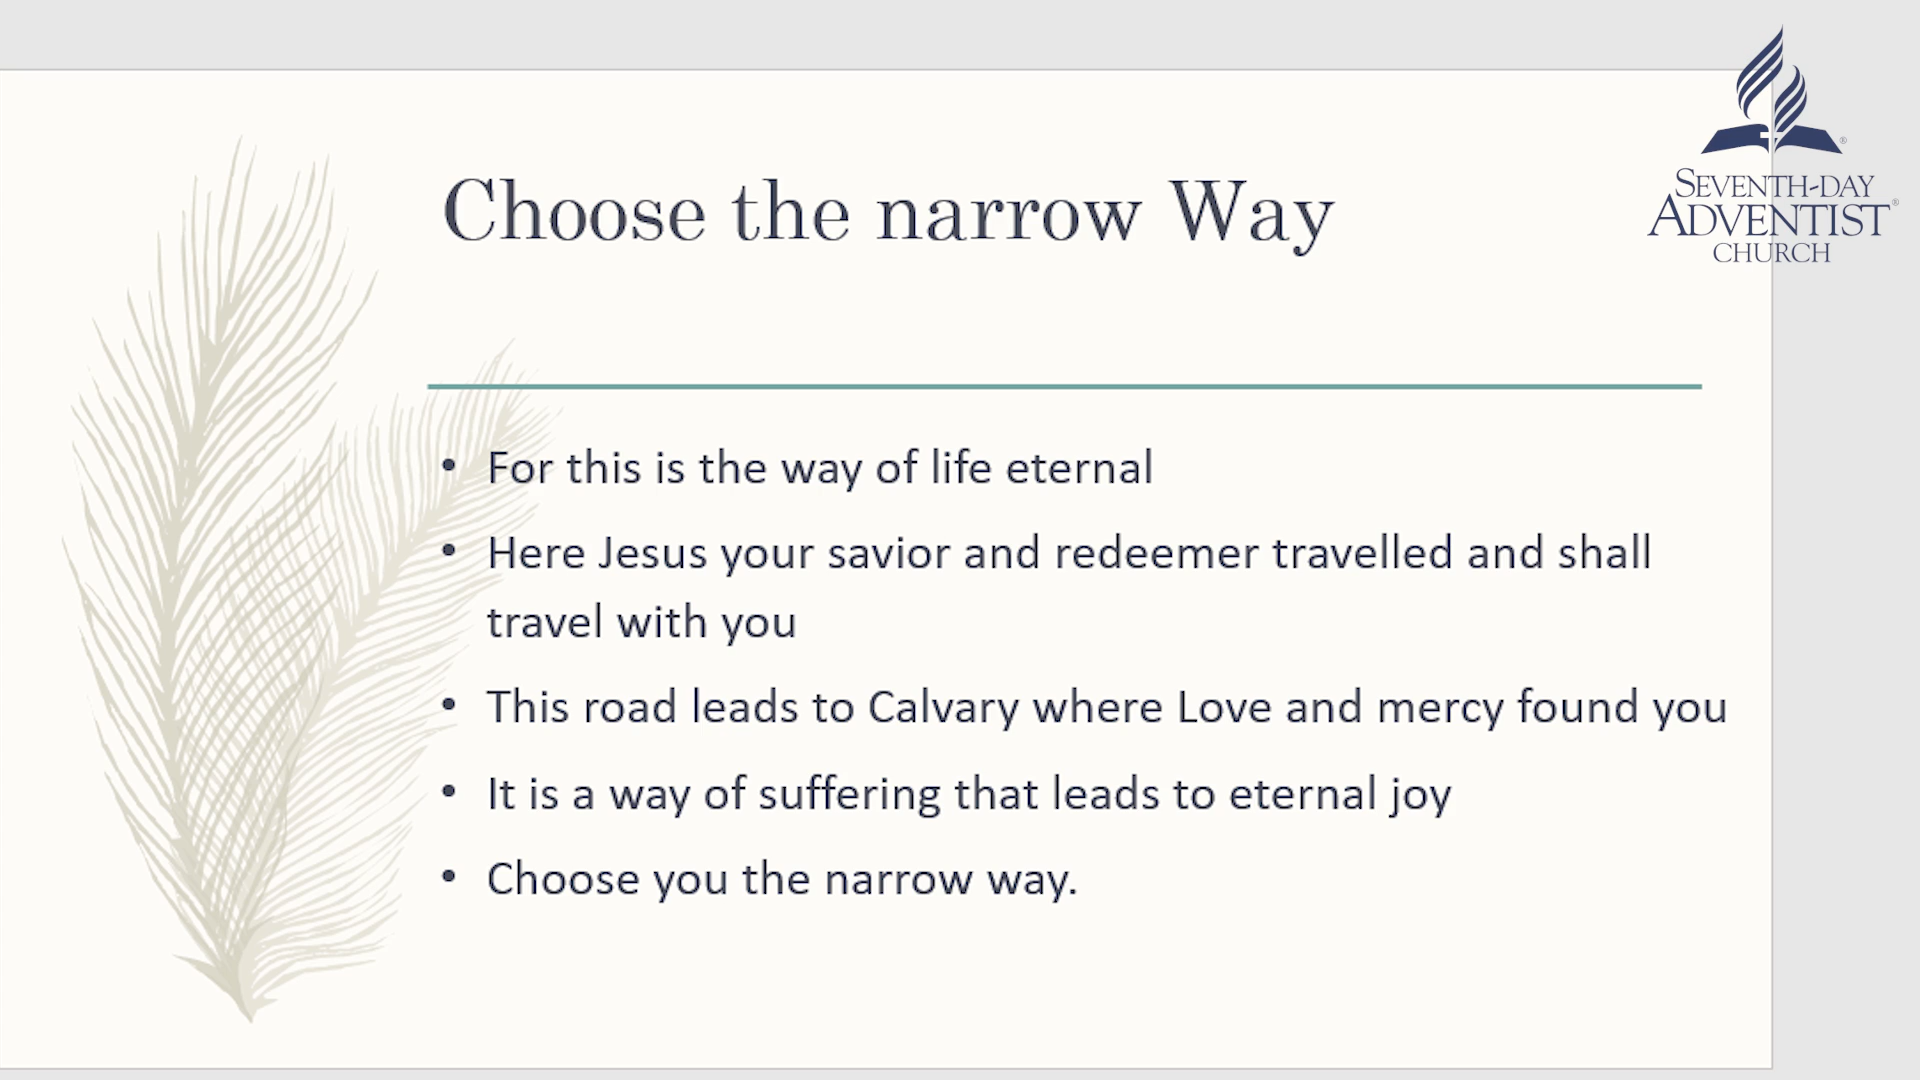 Choose the narrow Way
SEVENTH-DAY
ADVENTIST®
CHURCH
• For this is the way of life eternal
• Here Jesus your savior and redeemer travelled and shall
travel with you
• This road leads to Calvary where Love and mercy found you
• It is a way of suffering that leads to eternal joy
• Choose you the narrow way.